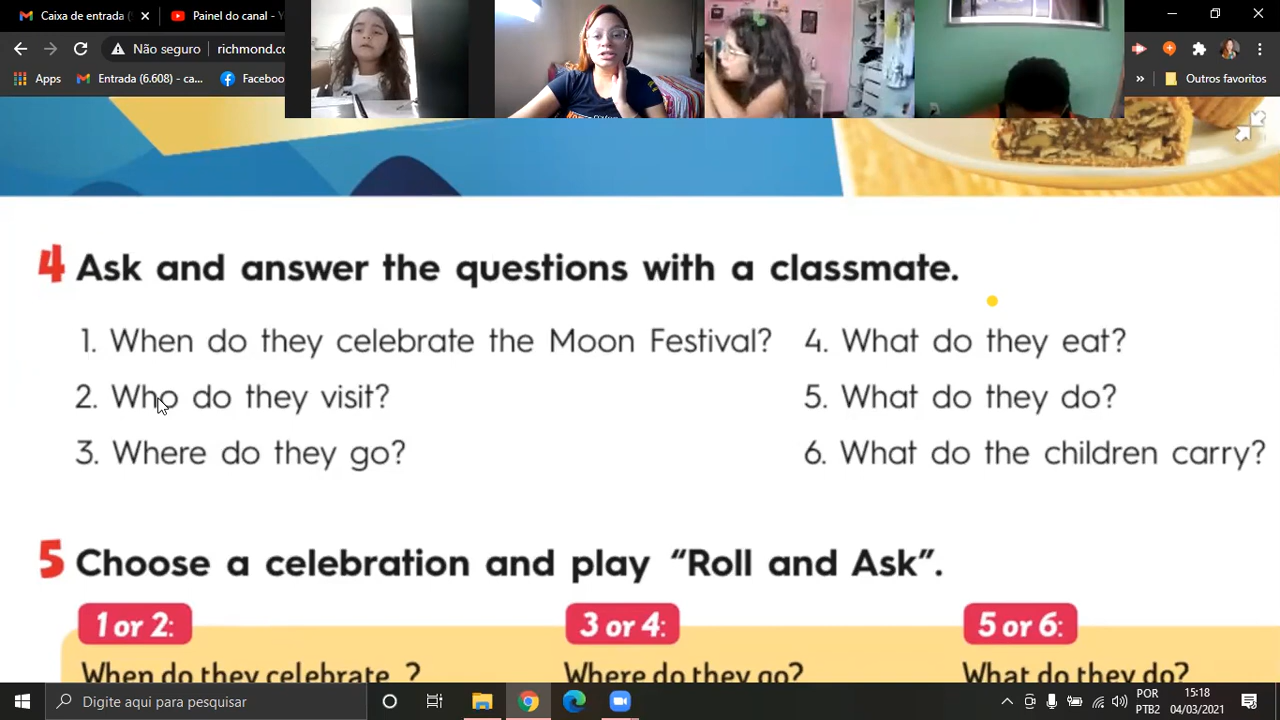 Caixa de entrada (
Painel do canal - Y
Não seguro
richmond.co
Apps
Entrada (6.608) - ca...
Faceboo
Outros favoritos
4 Ask and answer the questions with a classmate.
1. When do they celebrate the Moon Festival?
2. Who do they visit?
3. Where do they go?
4. What do they eat?
5. What do they do?
6. What do the children carry?
5 Choose a celebration and play “Roll and Ask”.
1 or 2:
When do they celebrate ?
3 or 4:
Where do they go?
5 or 6:
What do they do?
Digite aqui para pesquisar
POR
PTB2
15:18
04/03/2021